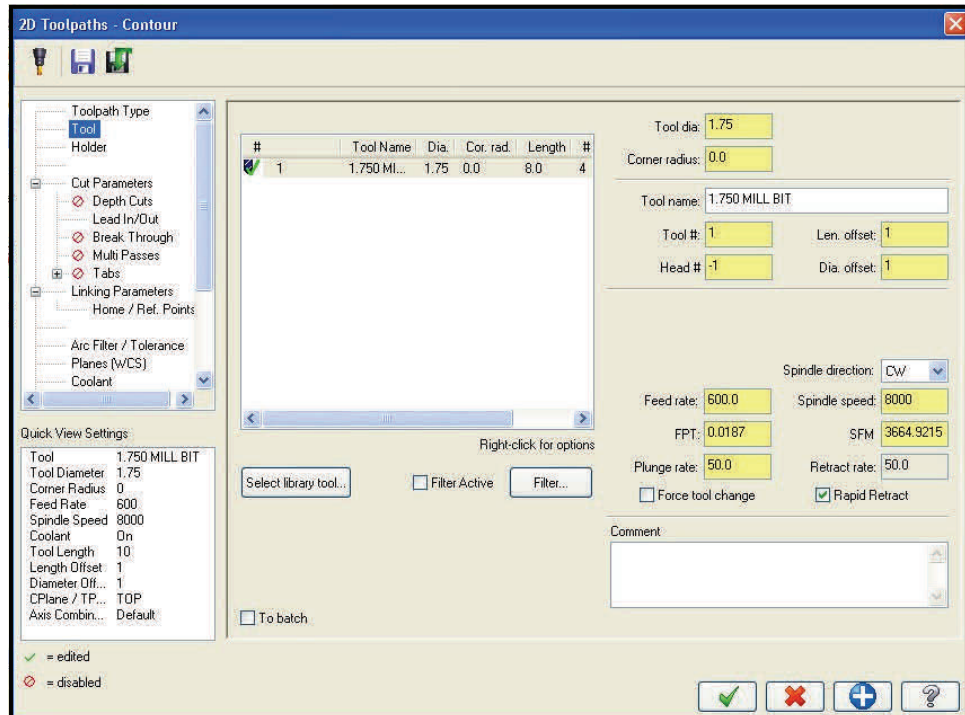 2D Toolpaths - Contour
Toolpath Type
Tool
Holder
Cut Parameters
Depth Cuts
Lead In/Out
Break Through
Multi Passes
Tabs
Linking Parameters
Home / Ref. Points
Arc Filter / Tolerance
Planes (WCS)
Coolant
Quick View Settings
Tool 1.750 MILL BIT
Tool Diameter 1.75
Corner Radius 0
Feed Rate 600
Spindle Speed 8000
Coolant On
Tool Length 10
Length Offset 1
Diameter Off... 1
CPlane / TP... TOP
Axis Combin... Default
= edited
= disabled
# Tool Name Dia. Cor. rad. Length #
1 1.750 MI... 1.75 0.0 8.0 4
Right-click for options
Select library tool...
Filter Active
Filter...
To batch
Tool dia: 1.75
Corner radius: 0.0
Tool name: 1.750 MILL BIT
Tool #: 1 Len. offset: 1
Head # -1 Dia. offset: 1
Spindle direction: CW
Feed rate: 600.0 Spindle speed: 8000
FPT: 0.0187 SFM 3664.9215
Plunge rate: 50.0 Retract rate: 50.0
Force tool change Rapid Retract
Comment